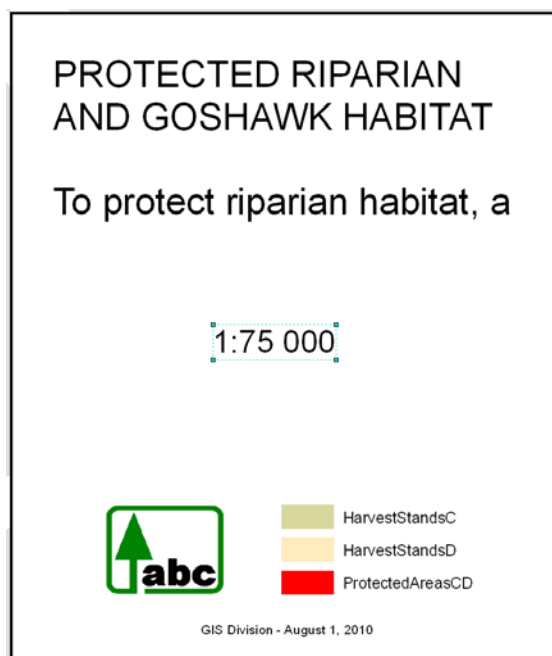 PROTECTED RIPARIAN
AND GOSHAWK HABITAT
To protect riparian habitat, a
1:75 000
abc
HarvestStandsC
HarvestStandsD
ProtectedAreasCD
GIS Division - August 1, 2010